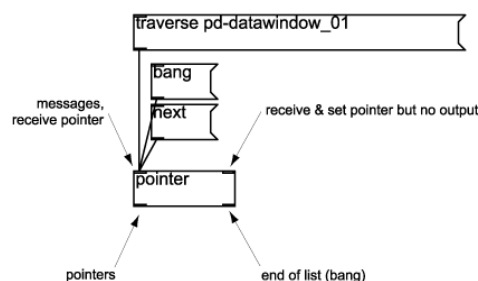 traverse pd-datawindow_01
bang
messages,
receive pointer
next
receive & set pointer but no output
pointer
pointers
end of list (bang)